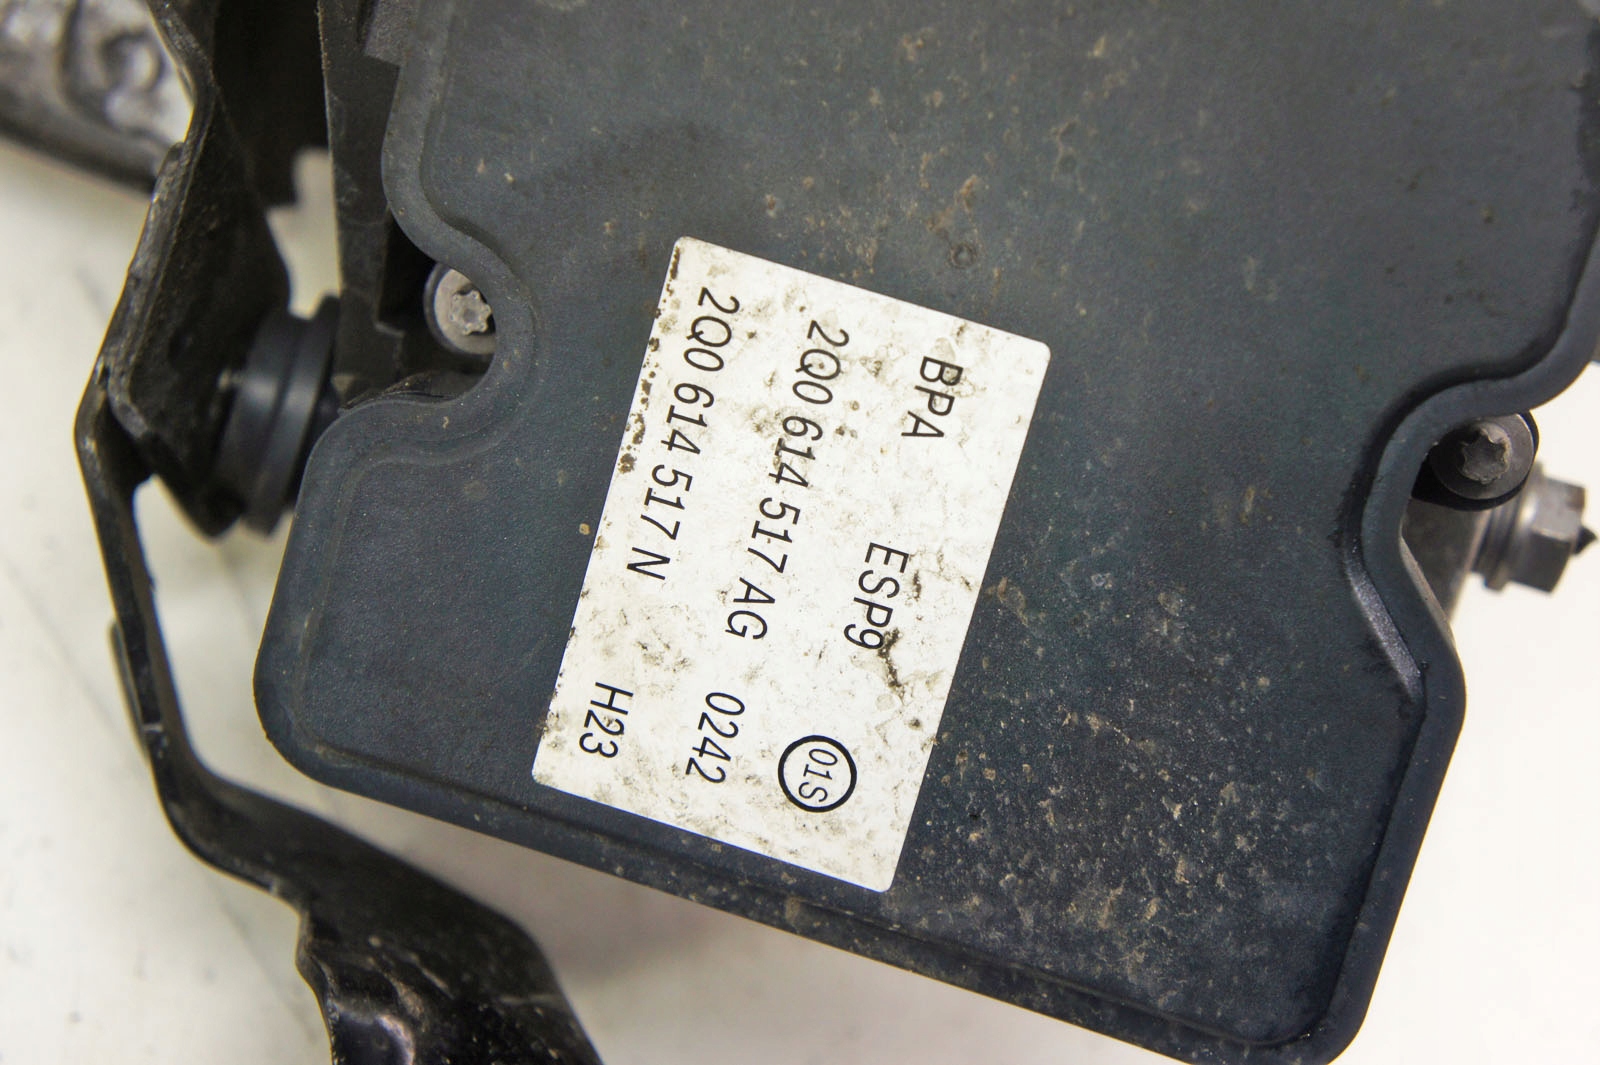 BPA ESP9
2Q0 614 517 AG 0242 01S
2Q0 614 517 N H23